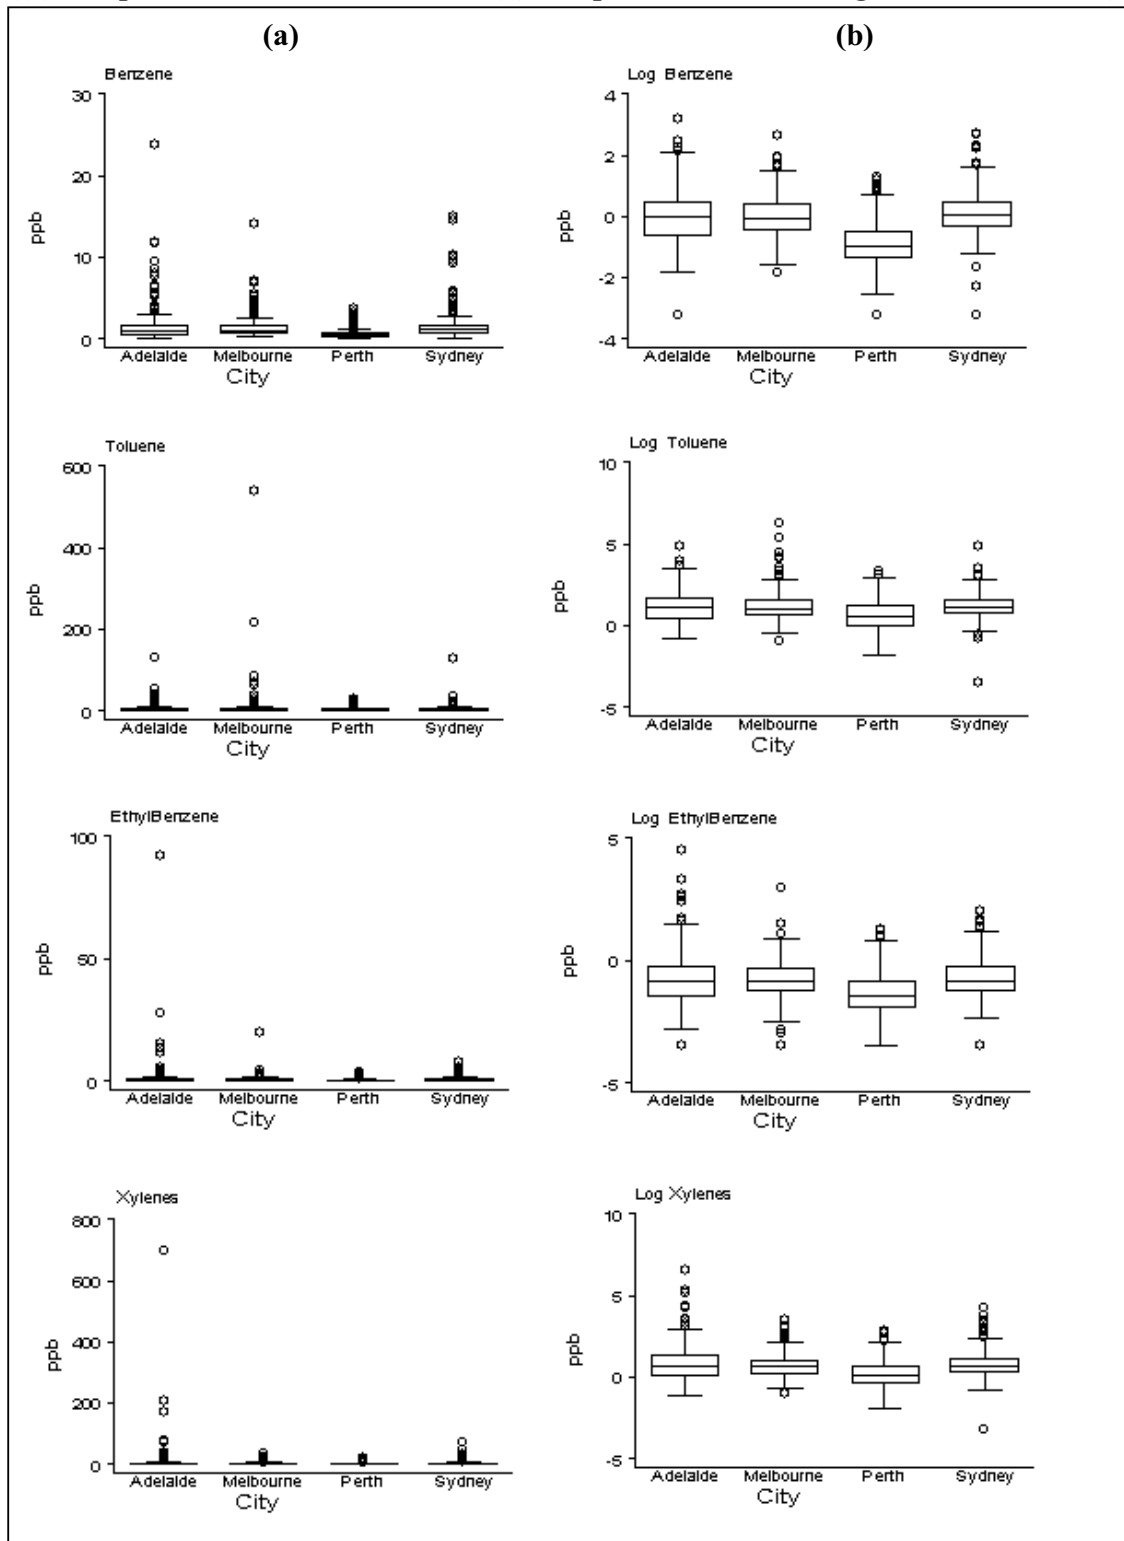 (a) (b)
Benzene
30
20
10
0
ppb
Adelaide Melbourne Perth Sydney
City
Log Benzene
4
2
0
-2
-4
ppb
Adelaide Melbourne Perth Sydney
City
Toluene
600
400
200
0
ppb
Adelaide Melbourne Perth Sydney
City
Log Toluene
10
5
0
-5
ppb
Adelaide Melbourne Perth Sydney
City
EthylBenzene
100
50
0
ppb
Adelaide Melbourne Perth Sydney
City
Log EthylBenzene
5
0
-5
ppb
Adelaide Melbourne Perth Sydney
City
Xylenes
800
600
400
200
0
ppb
Adelaide Melbourne Perth Sydney
City
Log Xylenes
10
5
0
-5
ppb
Adelaide Melbourne Perth Sydney
City